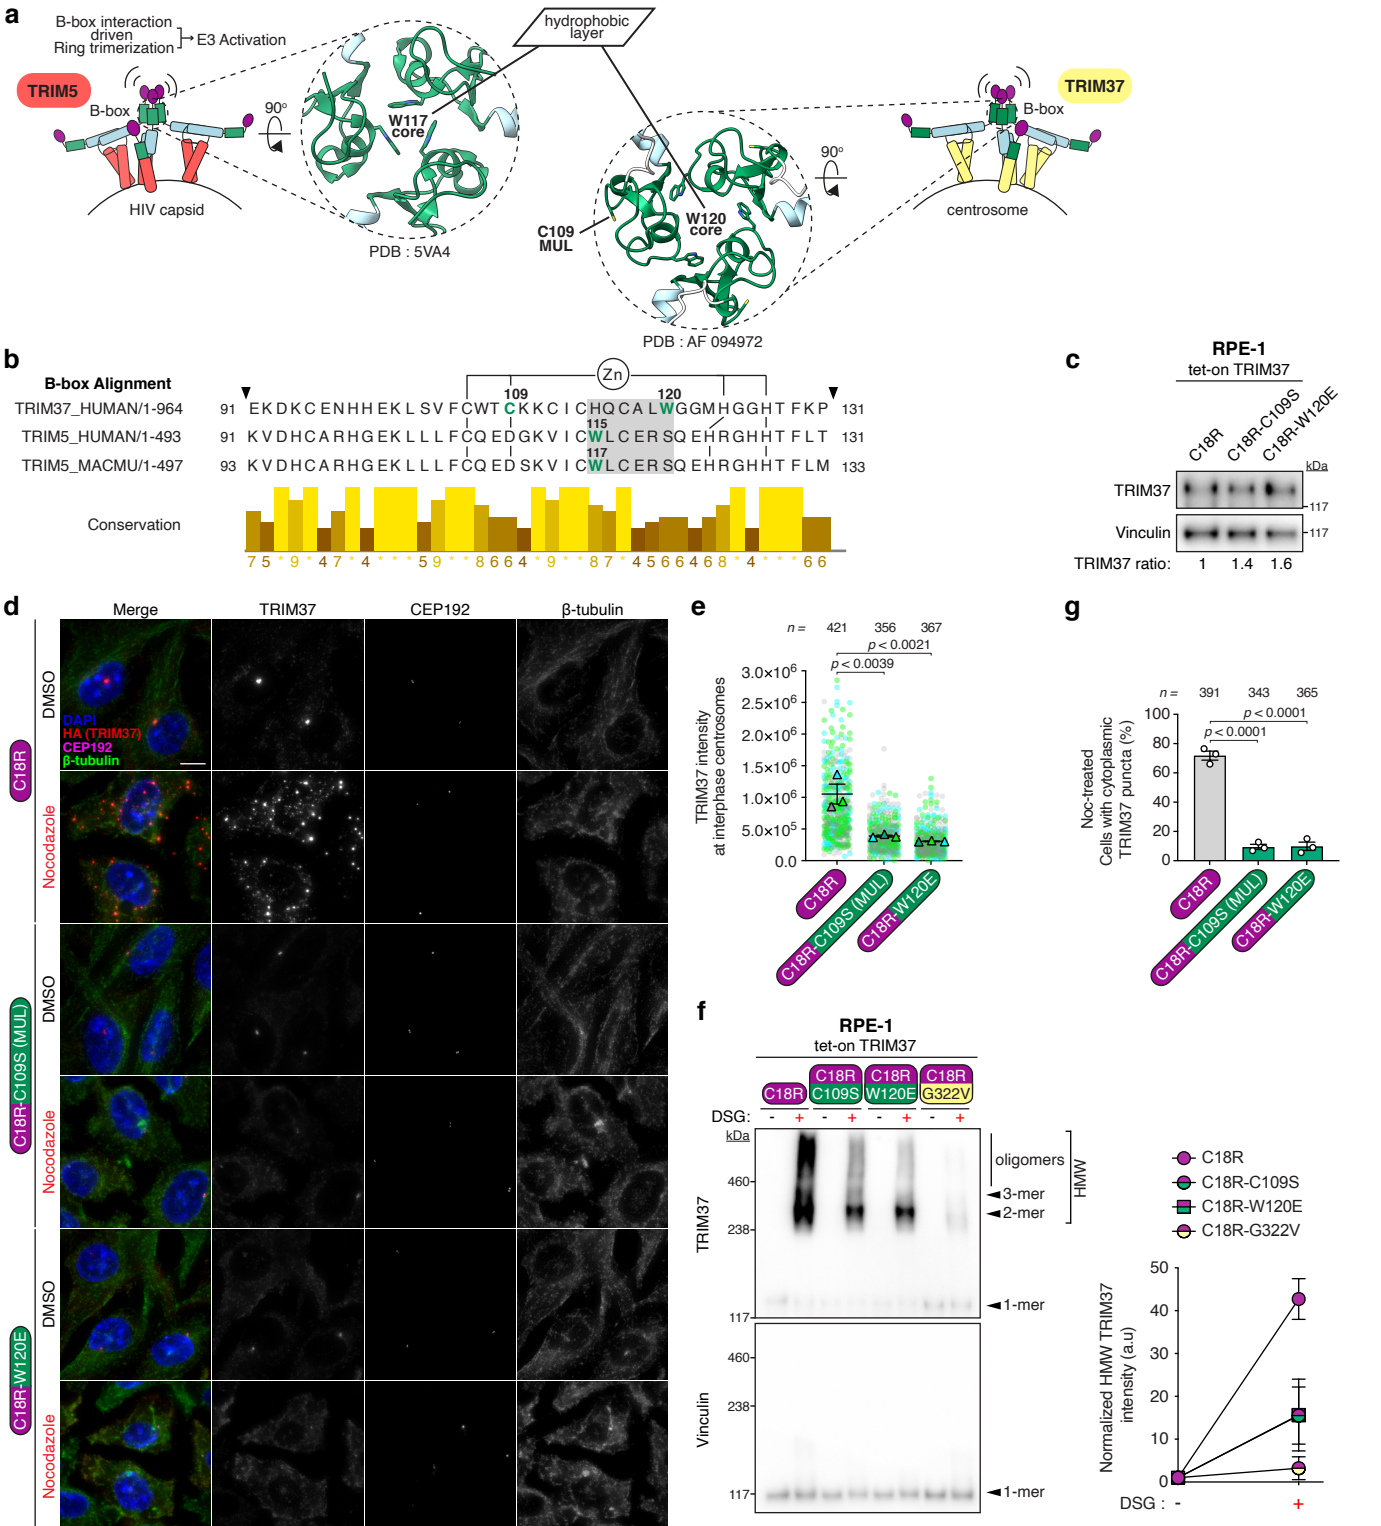 a
B-box interaction
driven
Ring trimerization
E3 Activation
hydrophobic
layer
TRIM5
B-box
90°
W117
core
HIV capsid
PDB : 5VA4
C109
MUL
W120
core
PDB : AF 094972
90°
TRIM37
B-box
centrosome
b
B-box Alignment
Zn
109
120
TRIM37_HUMAN/1-964 91 EKDKCENHHEKLSVFCWTCKKCICHQCALWGGMHGGHTFKP 131
115
TRIM5_HUMAN/1-493 91 KVDHCARHGEKLLLFCQEDGKVICWLCERSQEHRGHHTFLT 131
117
TRIM5_MACMU/1-497 93 KVDHCARHGEKLLLFCQEDSKVICWLCERSQEHRGHHTFLM 133
Conservation
75*9*47*4***59**8664*9**87*4566468*4***66
c
RPE-1
tet-on TRIM37
C18R
C18R-C109S
C18R-W120E
kDa
TRIM37
117
Vinculin
117
TRIM37 ratio: 1 1.4 1.6
d
Merge TRIM37 CEP192 β-tubulin
C18R
DMSO
DAPI
HA (TRIM37)
CEP192
β-tubulin
Nocodazole
C18R-C109S (MUL)
DMSO
Nocodazole
C18R-W120E
DMSO
Nocodazole
e
n = 421 356 367
p < 0.0021
p < 0.0039
TRIM37 intensity
at interphase centrosomes
3.0×10⁶
2.5×10⁶
2.0×10⁶
1.5×10⁶
1.0×10⁶
5.0×10⁵
0.0
C18R
C18R-C109S (MUL)
C18R-W120E
g
n = 391 343 365
p < 0.0001
p < 0.0001
Noc-treated
Cells with cytoplasmic
TRIM37 puncta (%)
100
80
60
40
20
0
C18R
C18R-C109S (MUL)
C18R-W120E
f
RPE-1
tet-on TRIM37
C18R
C18R C109S
C18R W120E
C18R G322V
DSG: - + - + - + - +
kDa
TRIM37
460
238
117
oligomers
HMW
3-mer
2-mer
1-mer
Vinculin
460
238
117
1-mer
C18R
C18R-C109S
C18R-W120E
C18R-G322V
Normalized HMW TRIM37
intensity (a.u)
50
40
30
20
10
0
DSG : - +